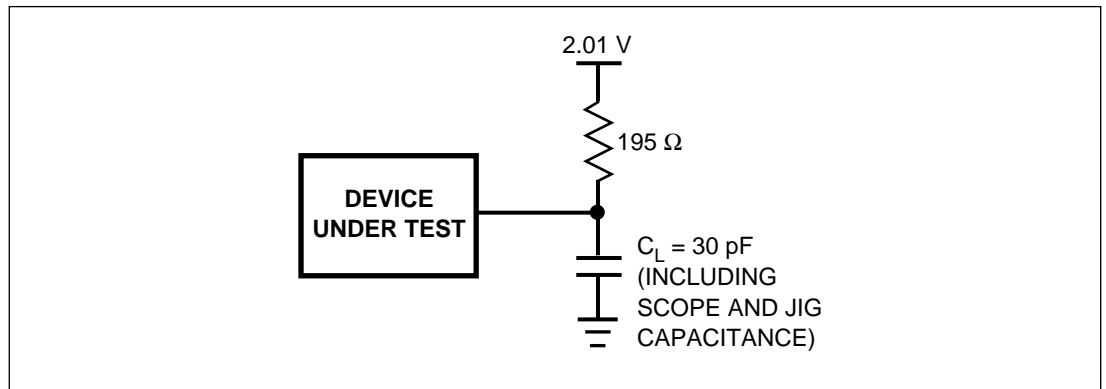 2.01 V
195 Ω
DEVICE
UNDER TEST
C_L = 30 pF
(INCLUDING
SCOPE AND JIG
CAPACITANCE)